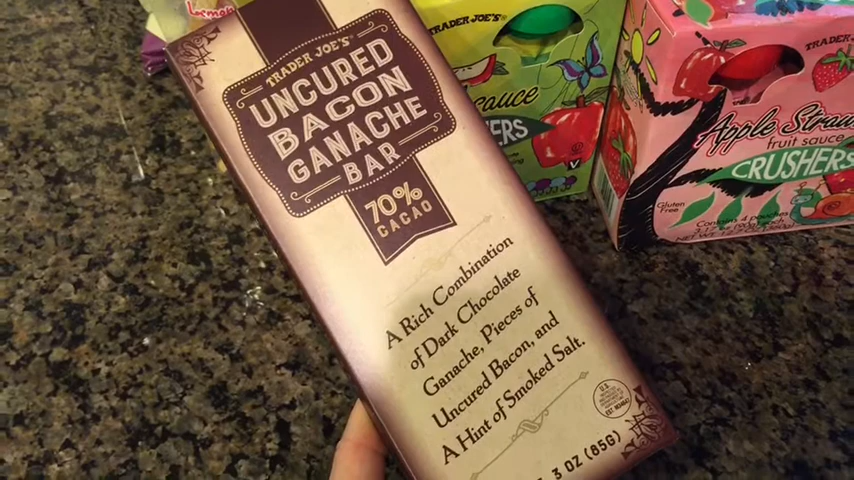 Lemon
TRADER JOE'S
UNCURED
BACON
GANACHE
BAR
70%
CACAO
A Rich Combination
of Dark Chocolate
Ganache, Pieces of
Uncured Bacon, and
A Hint of Smoked Salt.
3 OZ (85G)
TRADER JOE'S
sauce
ERS
TRADER
Apple Straw
fruit sauce
CRUSHERS
Gluten
Free
Contains 4 pouches